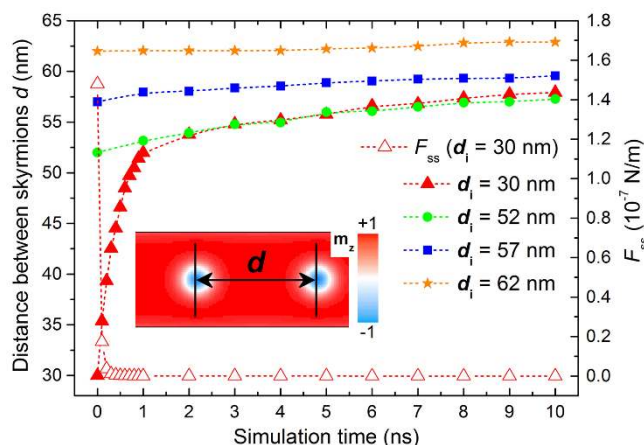 Distance between skyrmions d (nm)
65
60
55
50
45
40
35
30
1.8
1.6
1.4
1.2
1.0
0.8
0.6
0.4
0.2
0.0
F_ss (10⁻⁷ N/m)
F_ss (d_i = 30 nm)
d_i = 30 nm
d_i = 52 nm
d_i = 57 nm
d_i = 62 nm
d
m_z
+1
-1
0 1 2 3 4 5 6 7 8 9 10
Simulation time (ns)